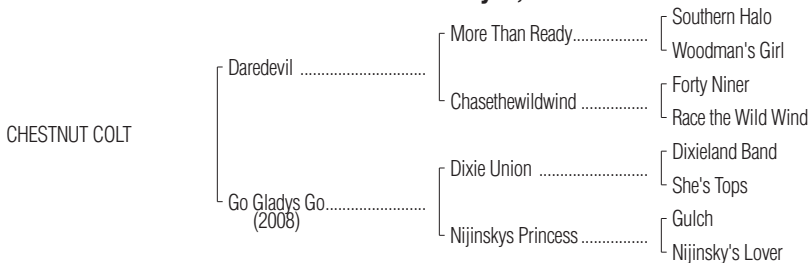 Southern Halo
More Than Ready.................
Woodman's Girl
Daredevil ............................
Forty Niner
Chasethewildwind ...............
Race the Wild Wind
CHESTNUT COLT
Dixieland Band
Dixie Union ........................
She's Tops
Go Gladys Go.......................
(2008)
Gulch
Nijinskys Princess ...............
Nijinsky's Lover